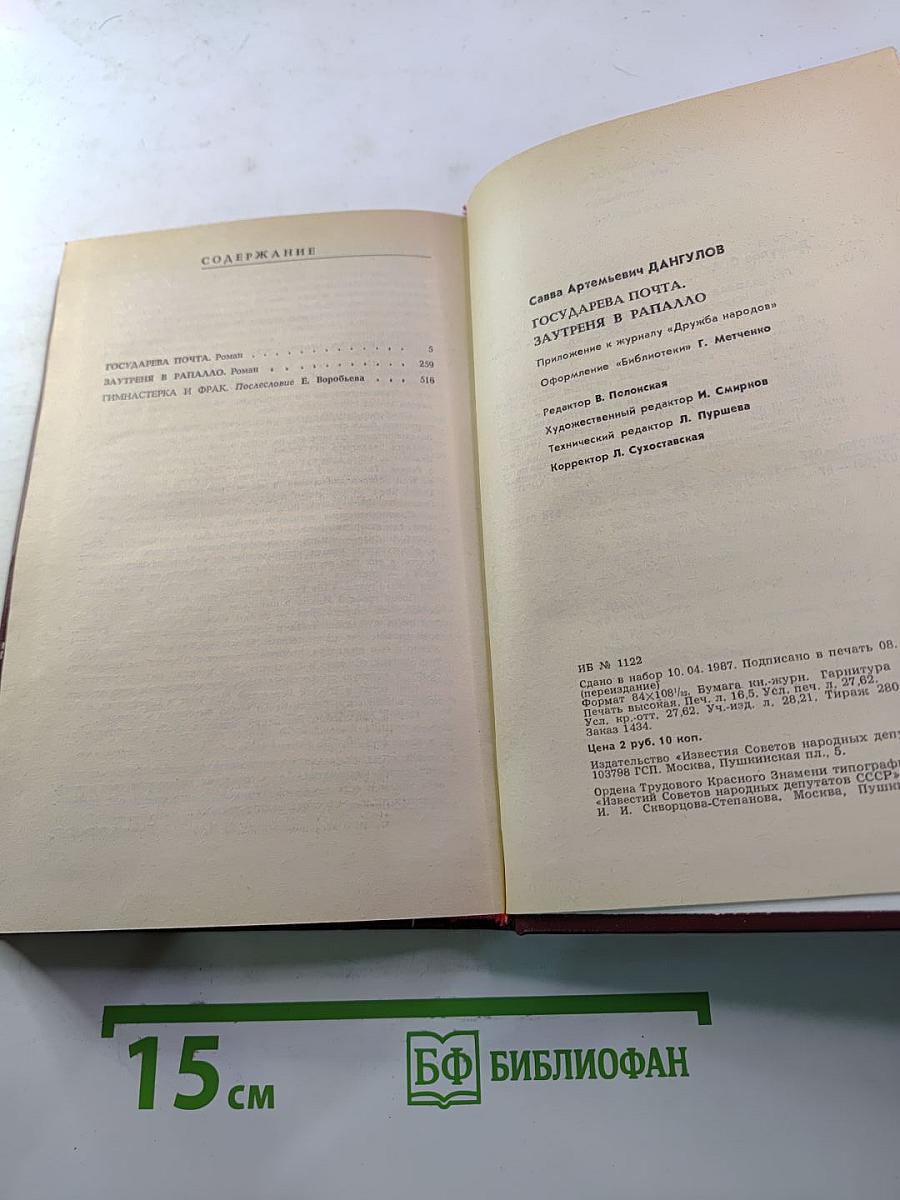 СОДЕРЖАНИЕ
ГОСУДАРЕВА ПОЧТА. Роман . . . . . . . . . . . . . 5
ЗАУТРЕНЯ В РАПАЛЛО. Роман . . . . . . . . . . . . 259
ГИМНАСТЕРКА И ФРАК. Послесловие Е. Воробьева . . . 516
Савва Артемьевич ДАНГУЛОВ
ГОСУДАРЕВА ПОЧТА.
ЗАУТРЕНЯ В РАПАЛЛО
Приложение к журналу «Дружба народов»
Оформление «Библиотеки» Г. Метченко
Редактор В. Полонская
Художественный редактор И. Смирнов
Технический редактор Л. Пуршева
Корректор Л. Сухоставская
ИБ № 1122
Сдано в набор 10.04.1987. Подписано в печать 08.
(переиздание)
Формат 84×108¹/₃₂. Бумага кн.-журн. Гарнитура
Печать высокая. Печ. л. 16,5. Усл. печ. л. 27,62.
Усл. кр.-отт. 27,62. Уч.-изд. л. 28,21. Тираж 280
Заказ 1434.
Цена 2 руб. 10 коп.
Издательство «Известия Советов народных депу
103798 ГСП. Москва, Пушкинская пл., 5.
Ордена Трудового Красного Знамени типограф
«Известий Советов народных депутатов СССР»
И. И. Скворцова-Степанова. Москва, Пушк
15 см
БФ БИБЛИОФАН